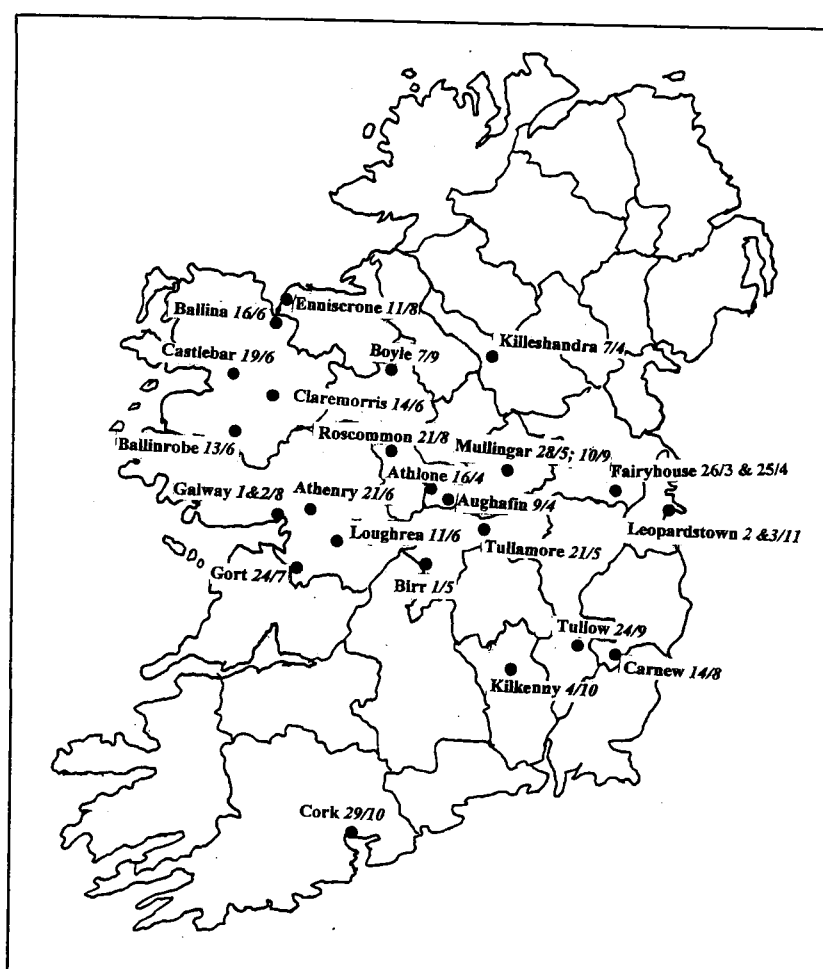 Enniscrone 11/8
Ballina 16/6
Killeshandra 7/4
Castlebar 19/6
Boyle 7/9
Claremorris 14/6
Roscommon 21/8
Ballinrobe 13/6
Mullingar 28/5; 10/9
Athlone 16/4
Fairyhouse 26/3 & 25/4
Galway 1&2/8
Athenry 21/6
Aughafin 9/4
Leopardstown 2 &3/11
Loughrea 11/6
Tullamore 21/5
Gort 24/7
Birr 1/5
Tullow 24/9
Carnew 14/8
Kilkenny 4/10
Cork 29/10